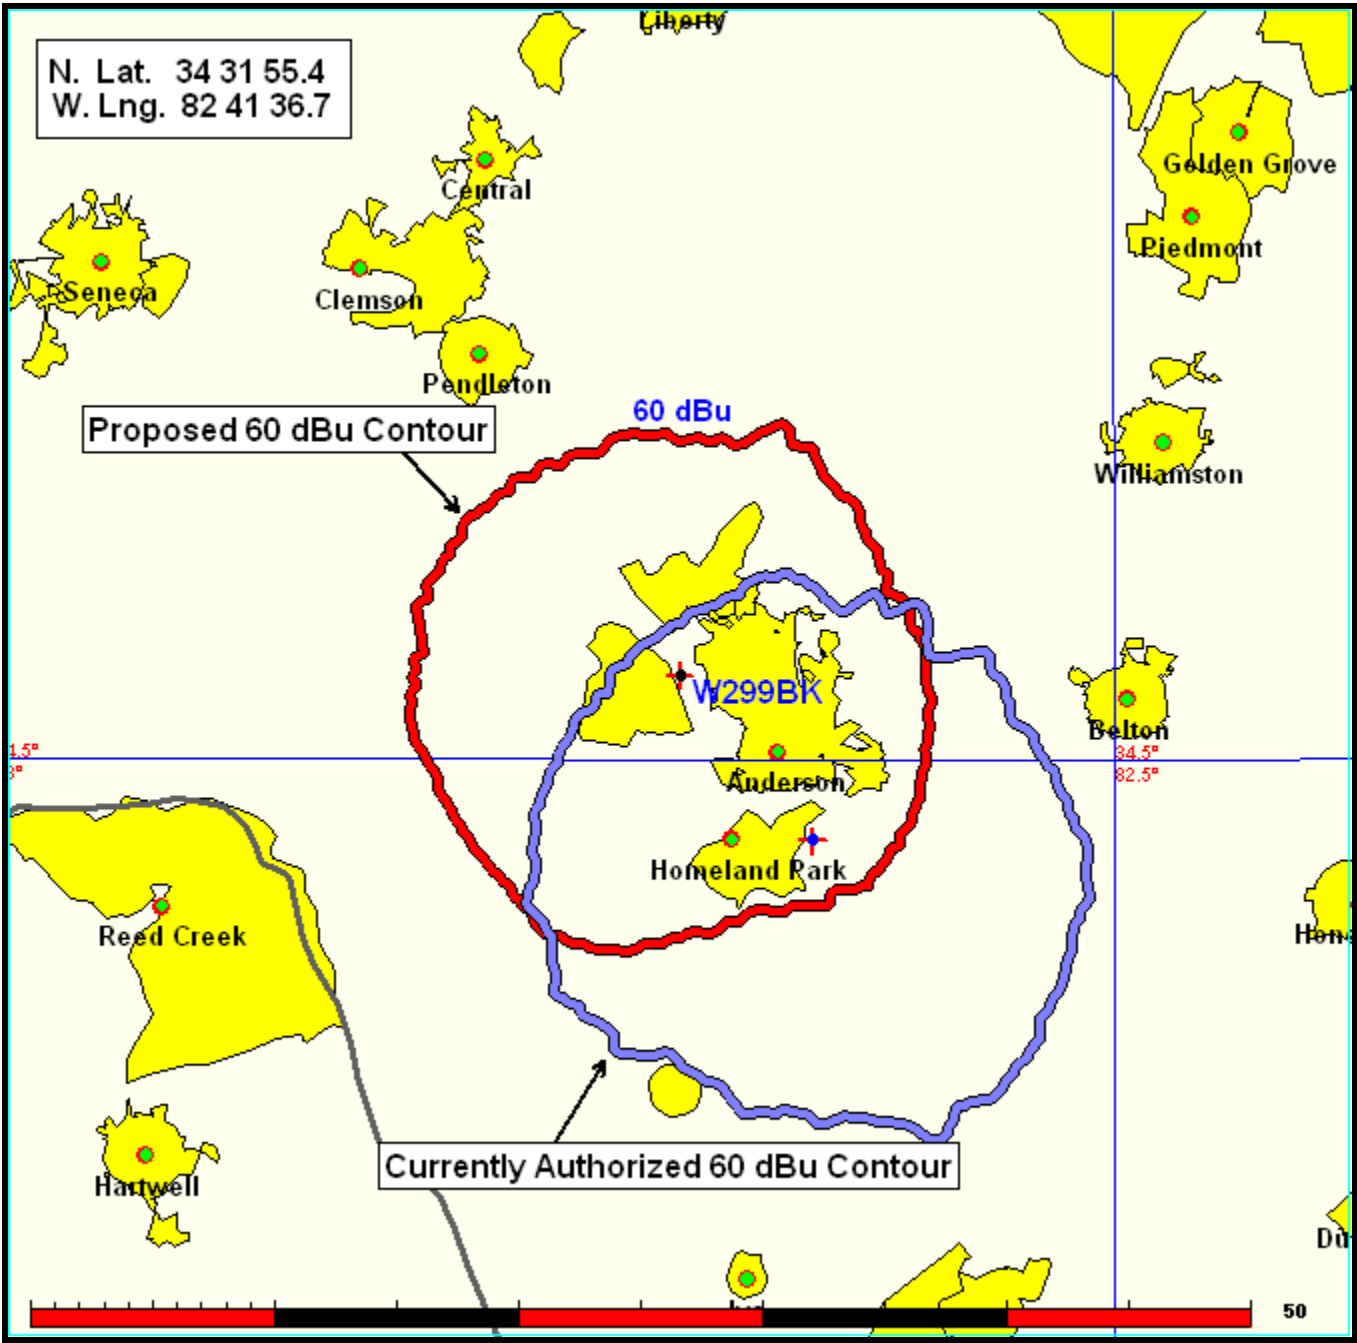 Liberty
N. Lat. 34 31 55.4
W. Lng. 82 41 36.7
Golden Grove
Central
Piedmont
Seneca
Clemson
Pendleton
60 dBu
Proposed 60 dBu Contour
Williamston
W299BK
Belton
34.5°
82.5°
Anderson
Homeland Park
Reed Creek
Currently Authorized 60 dBu Contour
Hartwell
50